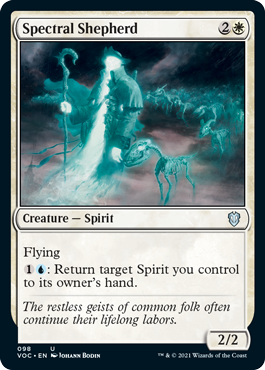 Spectral Shepherd 2
Creature — Spirit
Flying
1 : Return target Spirit you control
to its owner's hand.
The restless geists of common folk often
continue their lifelong labors.
2/2
098 U
VOC • EN Johann Bodin ™ & © 2021 Wizards of the Coast